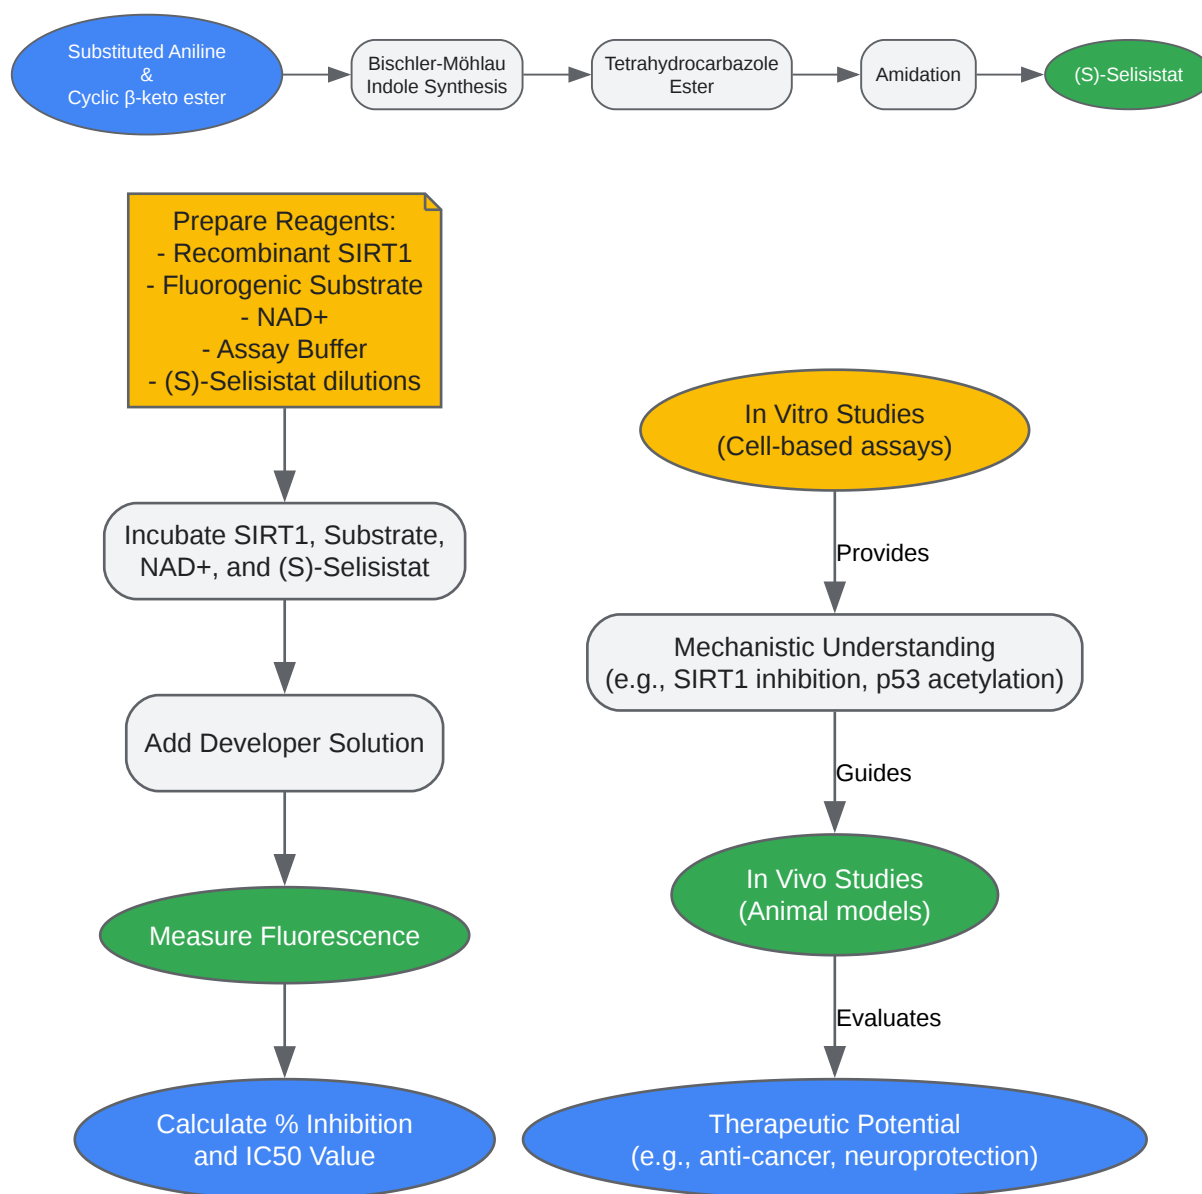 Substituted Aniline
&
Cyclic β-keto ester
Bischler-Möhlau
Indole Synthesis
Tetrahydrocarbazole
Ester
Amidation
(S)-Selisistat
Prepare Reagents:
- Recombinant SIRT1
- Fluorogenic Substrate
- NAD+
- Assay Buffer
- (S)-Selisistat dilutions
Incubate SIRT1, Substrate,
NAD+, and (S)-Selisistat
Add Developer Solution
Measure Fluorescence
Calculate % Inhibition
and IC50 Value
In Vitro Studies
(Cell-based assays)
Provides
Mechanistic Understanding
(e.g., SIRT1 inhibition, p53 acetylation)
Guides
In Vivo Studies
(Animal models)
Evaluates
Therapeutic Potential
(e.g., anti-cancer, neuroprotection)